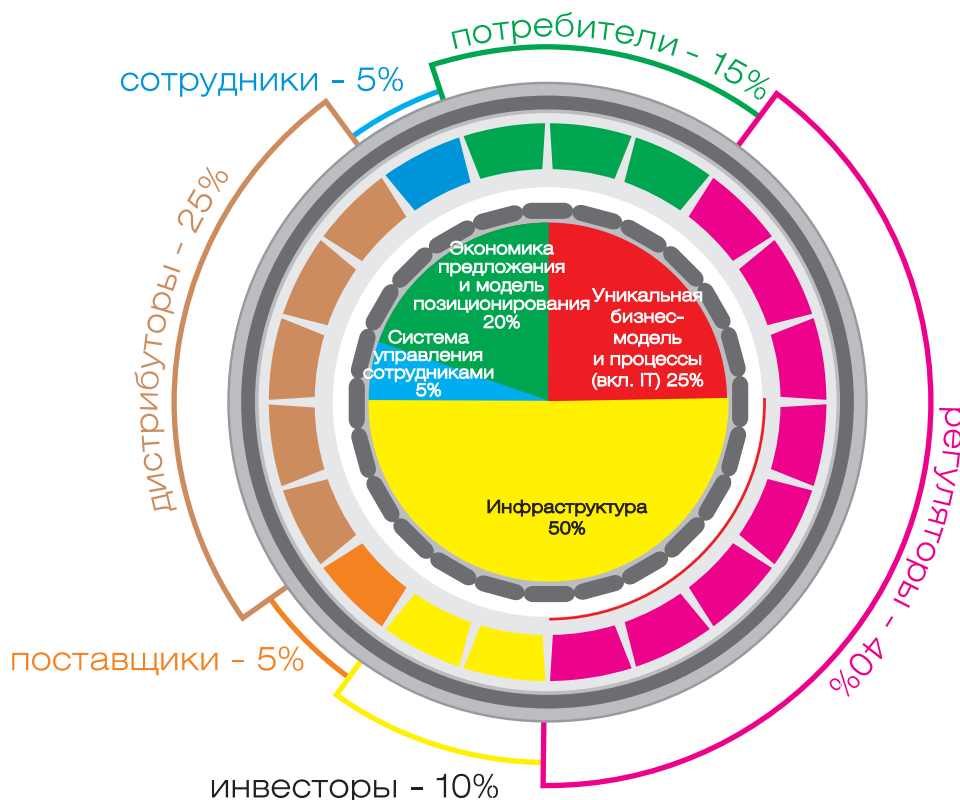 потребители - 15%
сотрудники - 5%
дистрибуторы - 25%
Экономика
предложения
и модель
позиционирования
20%
Уникальная
бизнес-
модель
и процессы
(вкл. IT) 25%
Система
управления
сотрудниками
5%
регуляторы - 40%
Инфраструктура
50%
поставщики - 5%
инвесторы - 10%